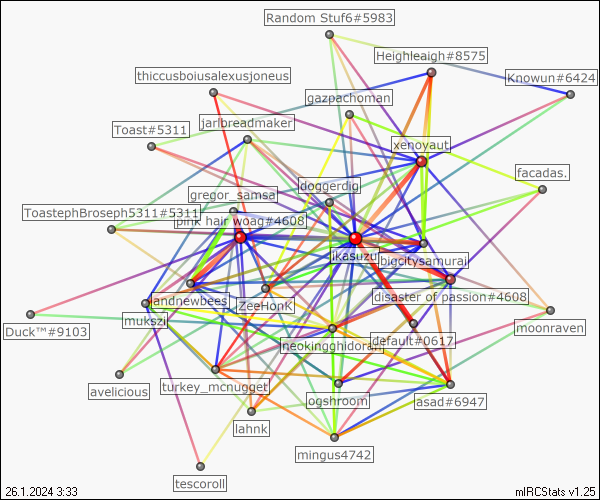 Random Stuf6#5983
Heighleigh#8575
thiccusboiusalexusjoneus
Knowun#6424
gazpachoman
jarlbreadmaker
Toast#5311
xenoyaut
facadas.
doggerdig
gregor_samsa
ToastephBroseph5311#5311
pink hair woag#4608
ikasuzu
bigcitysamurai
disaster of passion#4608
landnewbees
ZeeHonK
mukszi
moonraven
Duck™#9103
default#0617
neokingghidorah
avelicious
turkey_mcnugget
ogshroom
asad#6947
lahnk
mingus4742
tescoroll
26.1.2024 3:33
mIRCStats v1.25